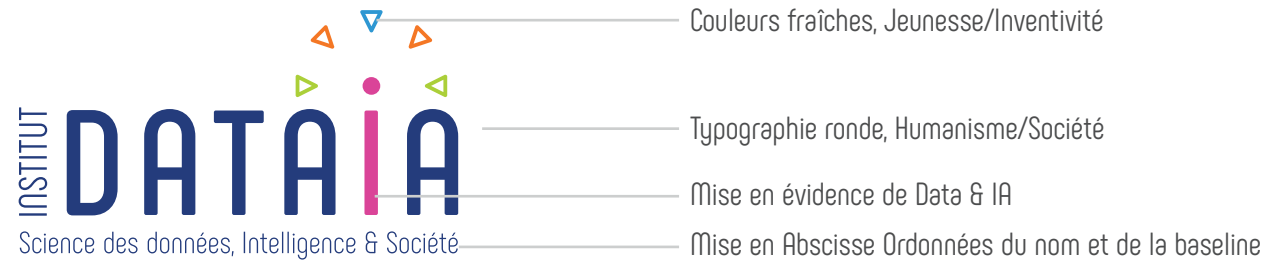 Couleurs fraîches, Jeunesse/Inventivité
INSTITUT
DATAIA
Typographie ronde, Humanisme/Société
Mise en évidence de Data & IA
Science des données, Intelligence & Société
Mise en Abscisse Ordonnées du nom et de la baseline